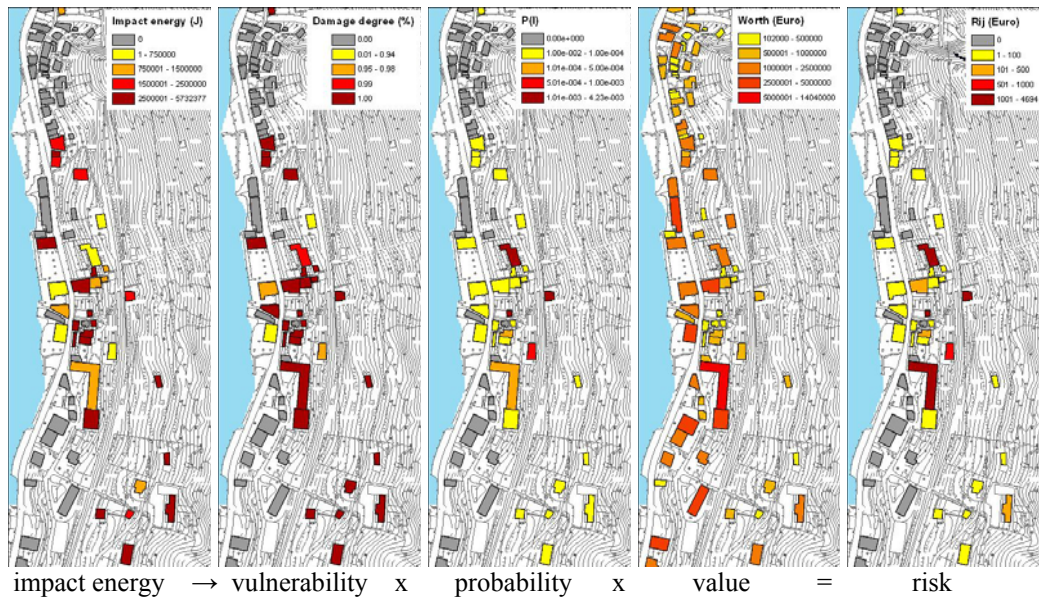 Impact energy (J)
0
1 - 750000
750001 - 1500000
1500001 - 2500000
2500001 - 5732377
Damage degree (%)
0.00
0.01 - 0.94
0.95 - 0.98
0.99
1.00
P(I)
0.00e+000
1.00e-002 - 1.00e-004
1.01e-004 - 5.00e-004
5.01e-004 - 1.00e-003
1.01e-003 - 4.23e-003
Worth (Euro)
102000 - 500000
500001 - 1000000
1000001 - 2500000
2500001 - 5000000
5000001 - 14040000
Rij (Euro)
0
1 - 100
101 - 500
501 - 1000
1001 - 4694
impact energy → vulnerability x probability x value = risk